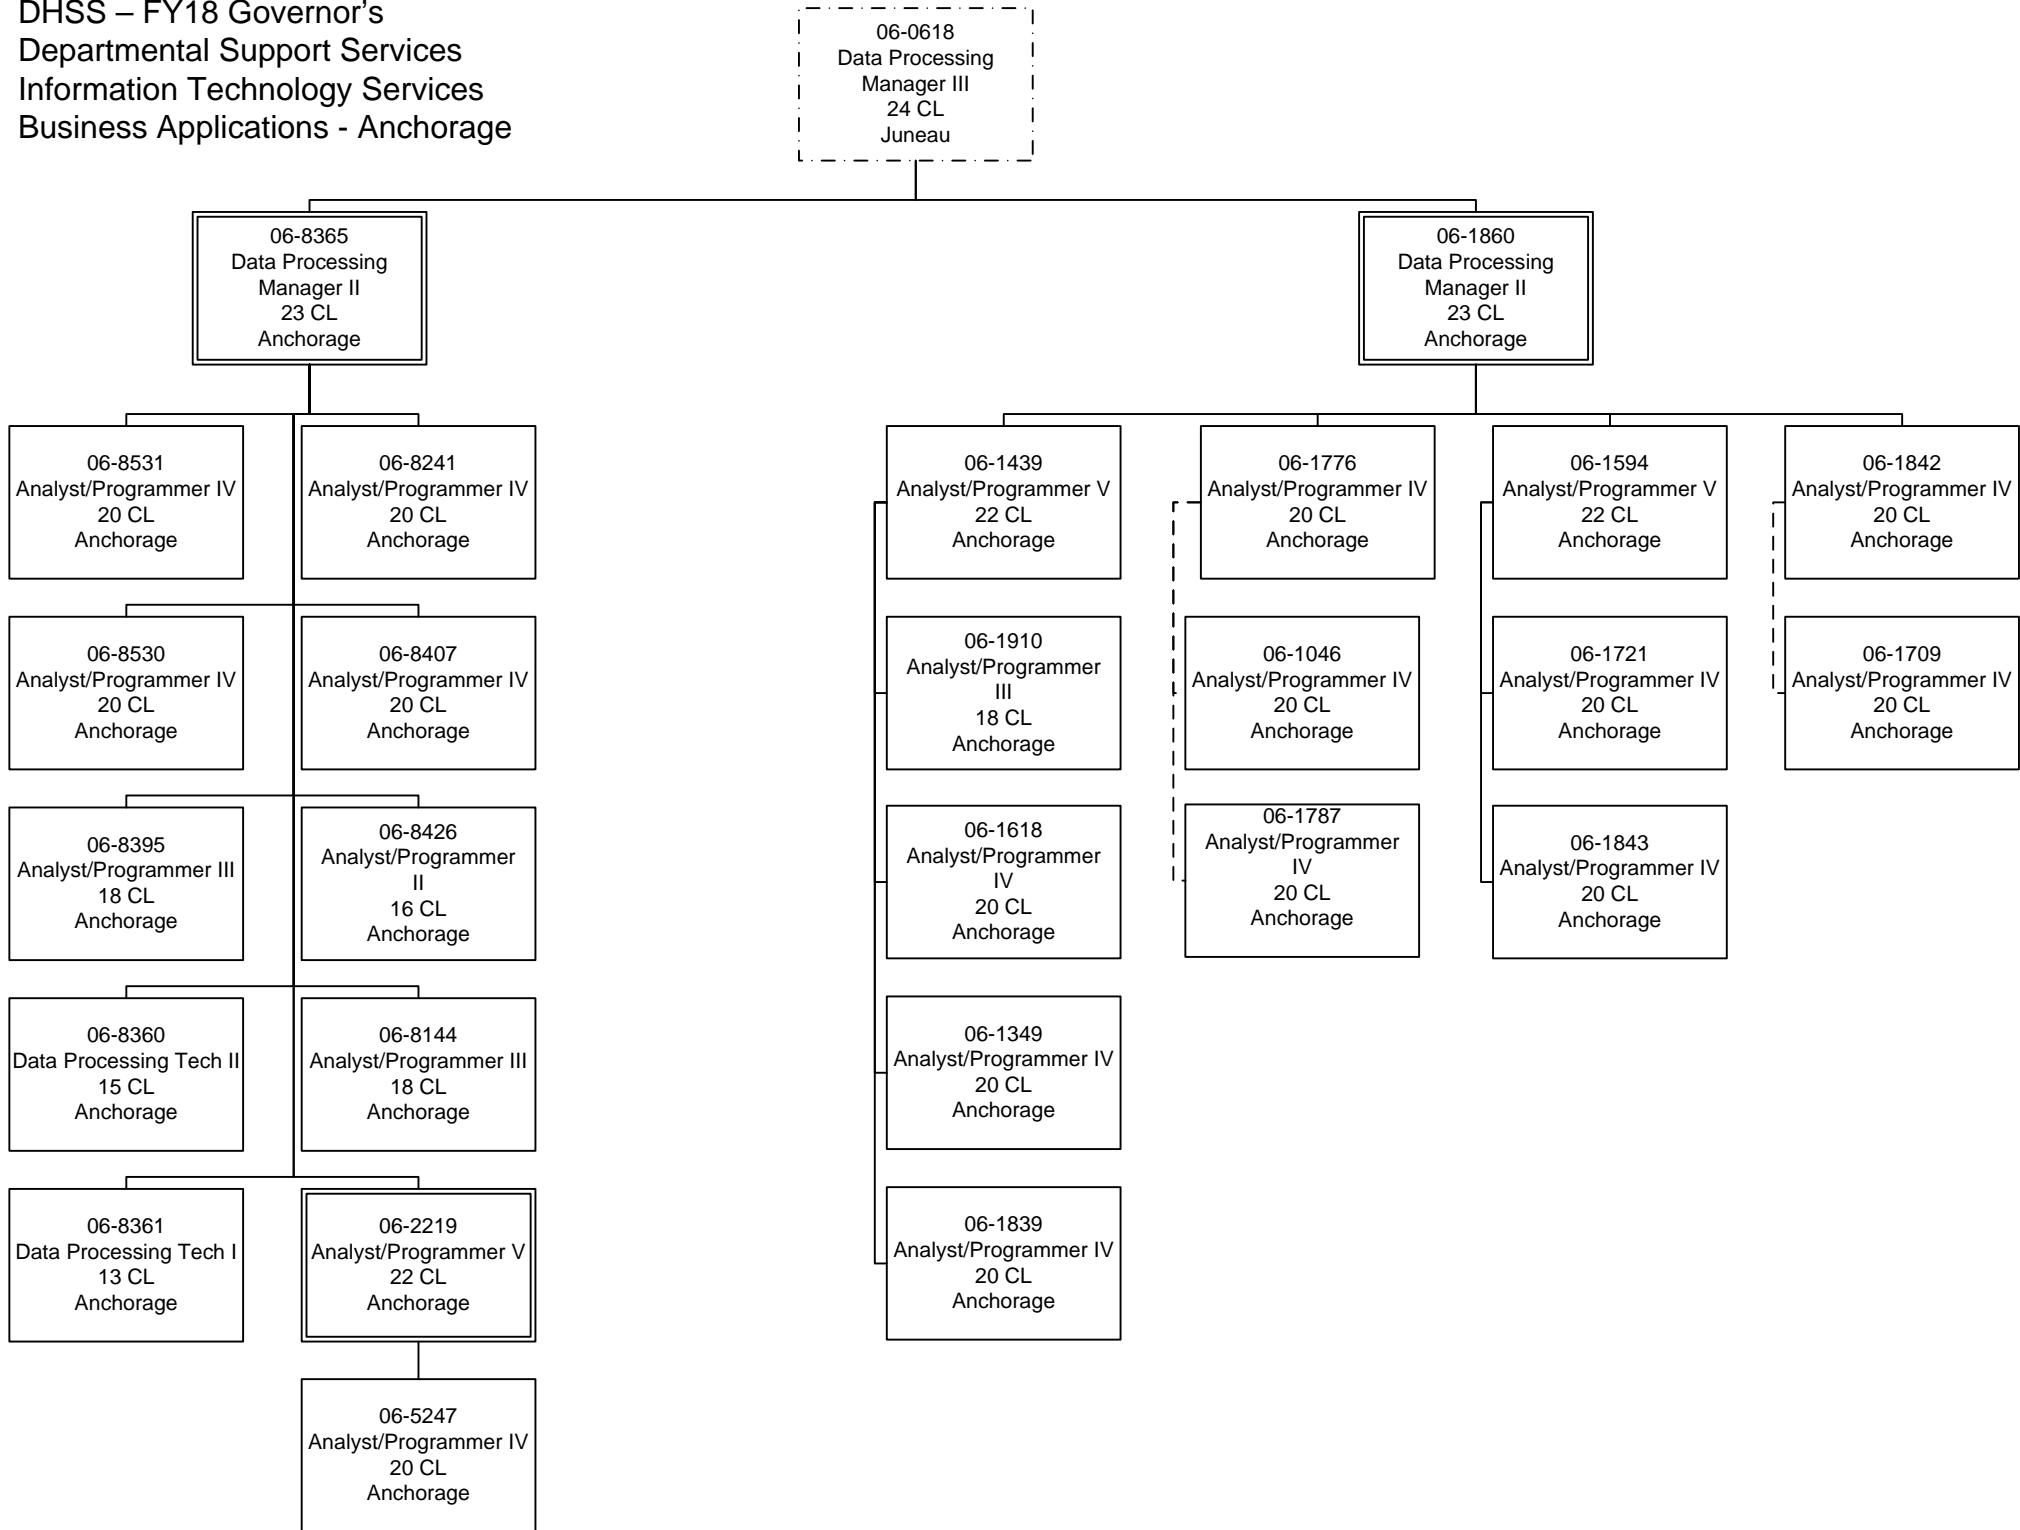 DHSS – FY18 Governor's
Departmental Support Services
Information Technology Services
Business Applications - Anchorage
06-0618
Data Processing
Manager III
24 CL
Juneau
06-8365
Data Processing
Manager II
23 CL
Anchorage
06-1860
Data Processing
Manager II
23 CL
Anchorage
06-8531
Analyst/Programmer IV
20 CL
Anchorage
06-8241
Analyst/Programmer IV
20 CL
Anchorage
06-1439
Analyst/Programmer V
22 CL
Anchorage
06-1776
Analyst/Programmer IV
20 CL
Anchorage
06-1594
Analyst/Programmer V
22 CL
Anchorage
06-1842
Analyst/Programmer IV
20 CL
Anchorage
06-8530
Analyst/Programmer IV
20 CL
Anchorage
06-8407
Analyst/Programmer IV
20 CL
Anchorage
06-1910
Analyst/Programmer
III
18 CL
Anchorage
06-1046
Analyst/Programmer IV
20 CL
Anchorage
06-1721
Analyst/Programmer IV
20 CL
Anchorage
06-1709
Analyst/Programmer IV
20 CL
Anchorage
06-8395
Analyst/Programmer III
18 CL
Anchorage
06-8426
Analyst/Programmer
II
16 CL
Anchorage
06-1618
Analyst/Programmer
IV
20 CL
Anchorage
06-1787
Analyst/Programmer
IV
20 CL
Anchorage
06-1843
Analyst/Programmer IV
20 CL
Anchorage
06-8360
Data Processing Tech II
15 CL
Anchorage
06-8144
Analyst/Programmer III
18 CL
Anchorage
06-1349
Analyst/Programmer IV
20 CL
Anchorage
06-8361
Data Processing Tech I
13 CL
Anchorage
06-2219
Analyst/Programmer V
22 CL
Anchorage
06-1839
Analyst/Programmer IV
20 CL
Anchorage
06-5247
Analyst/Programmer IV
20 CL
Anchorage